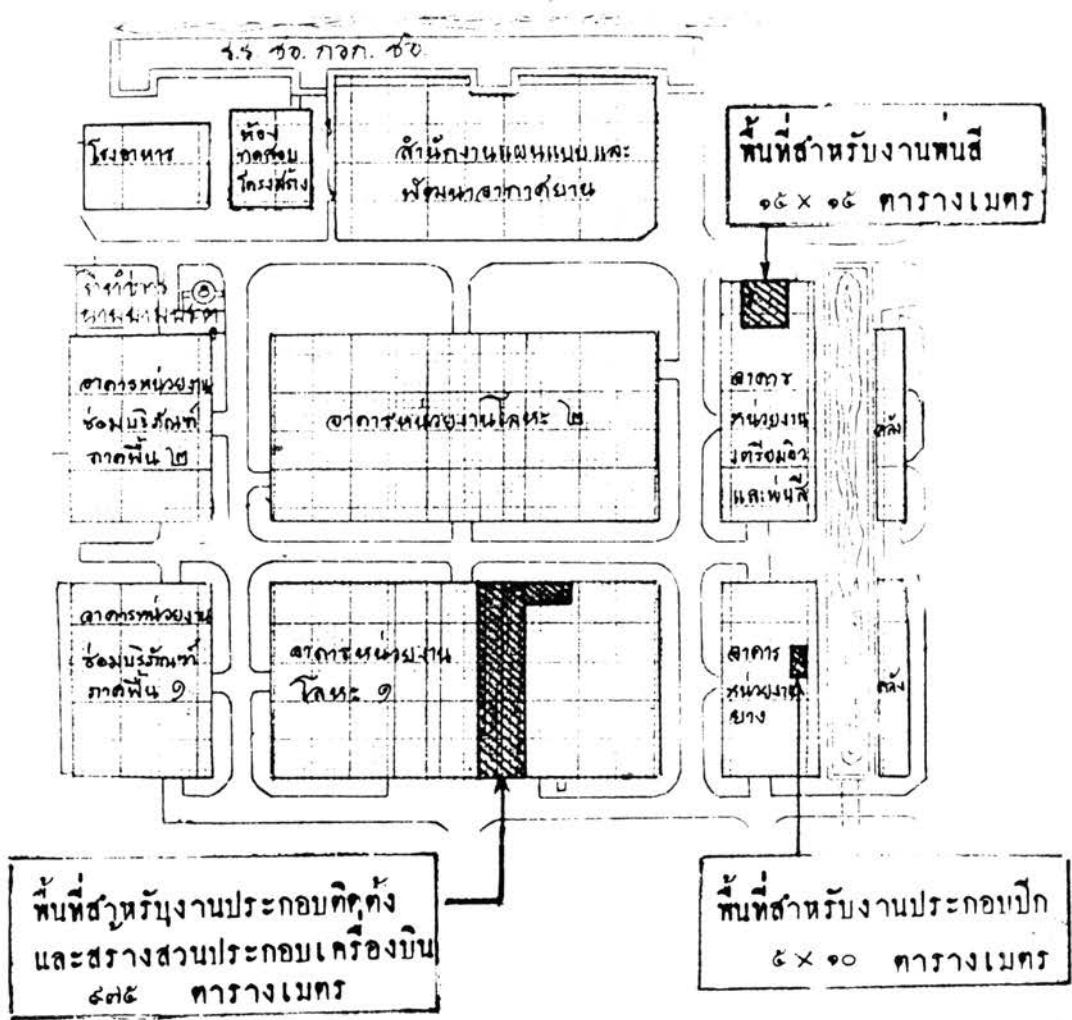 ร.ร. ชอ. กอก. ชอ.
โรงอาหาร
ห้อง
ทดสอบ
โครงสร้าง
สำนักงานแผนแบบและ
พัฒนาอากาศยาน
พื้นที่สำหรับงานพ่นสี
๑๕ × ๑๕ ตารางเมตร
อาคารหน่วยงาน
ซ่อมบริภัณฑ์
ภาคพื้น ๒
อาคารหน่วยงานโลหะ ๒
อาคาร
หน่วยงาน
เตรียมผิว
และพ่นสี
คลัง
อาคารหน่วยงาน
ซ่อมบริภัณฑ์
ภาคพื้น ๑
อาคารหน่วยงาน
โลหะ ๑
อาคาร
หน่วยงาน
ยาง
คลัง
พื้นที่สำหรับงานประกอบติดตั้ง
และสร้างส่วนประกอบเครื่องบิน
๙๗๕ ตารางเมตร
พื้นที่สำหรับงานประกอบปีก
๕ × ๑๐ ตารางเมตร